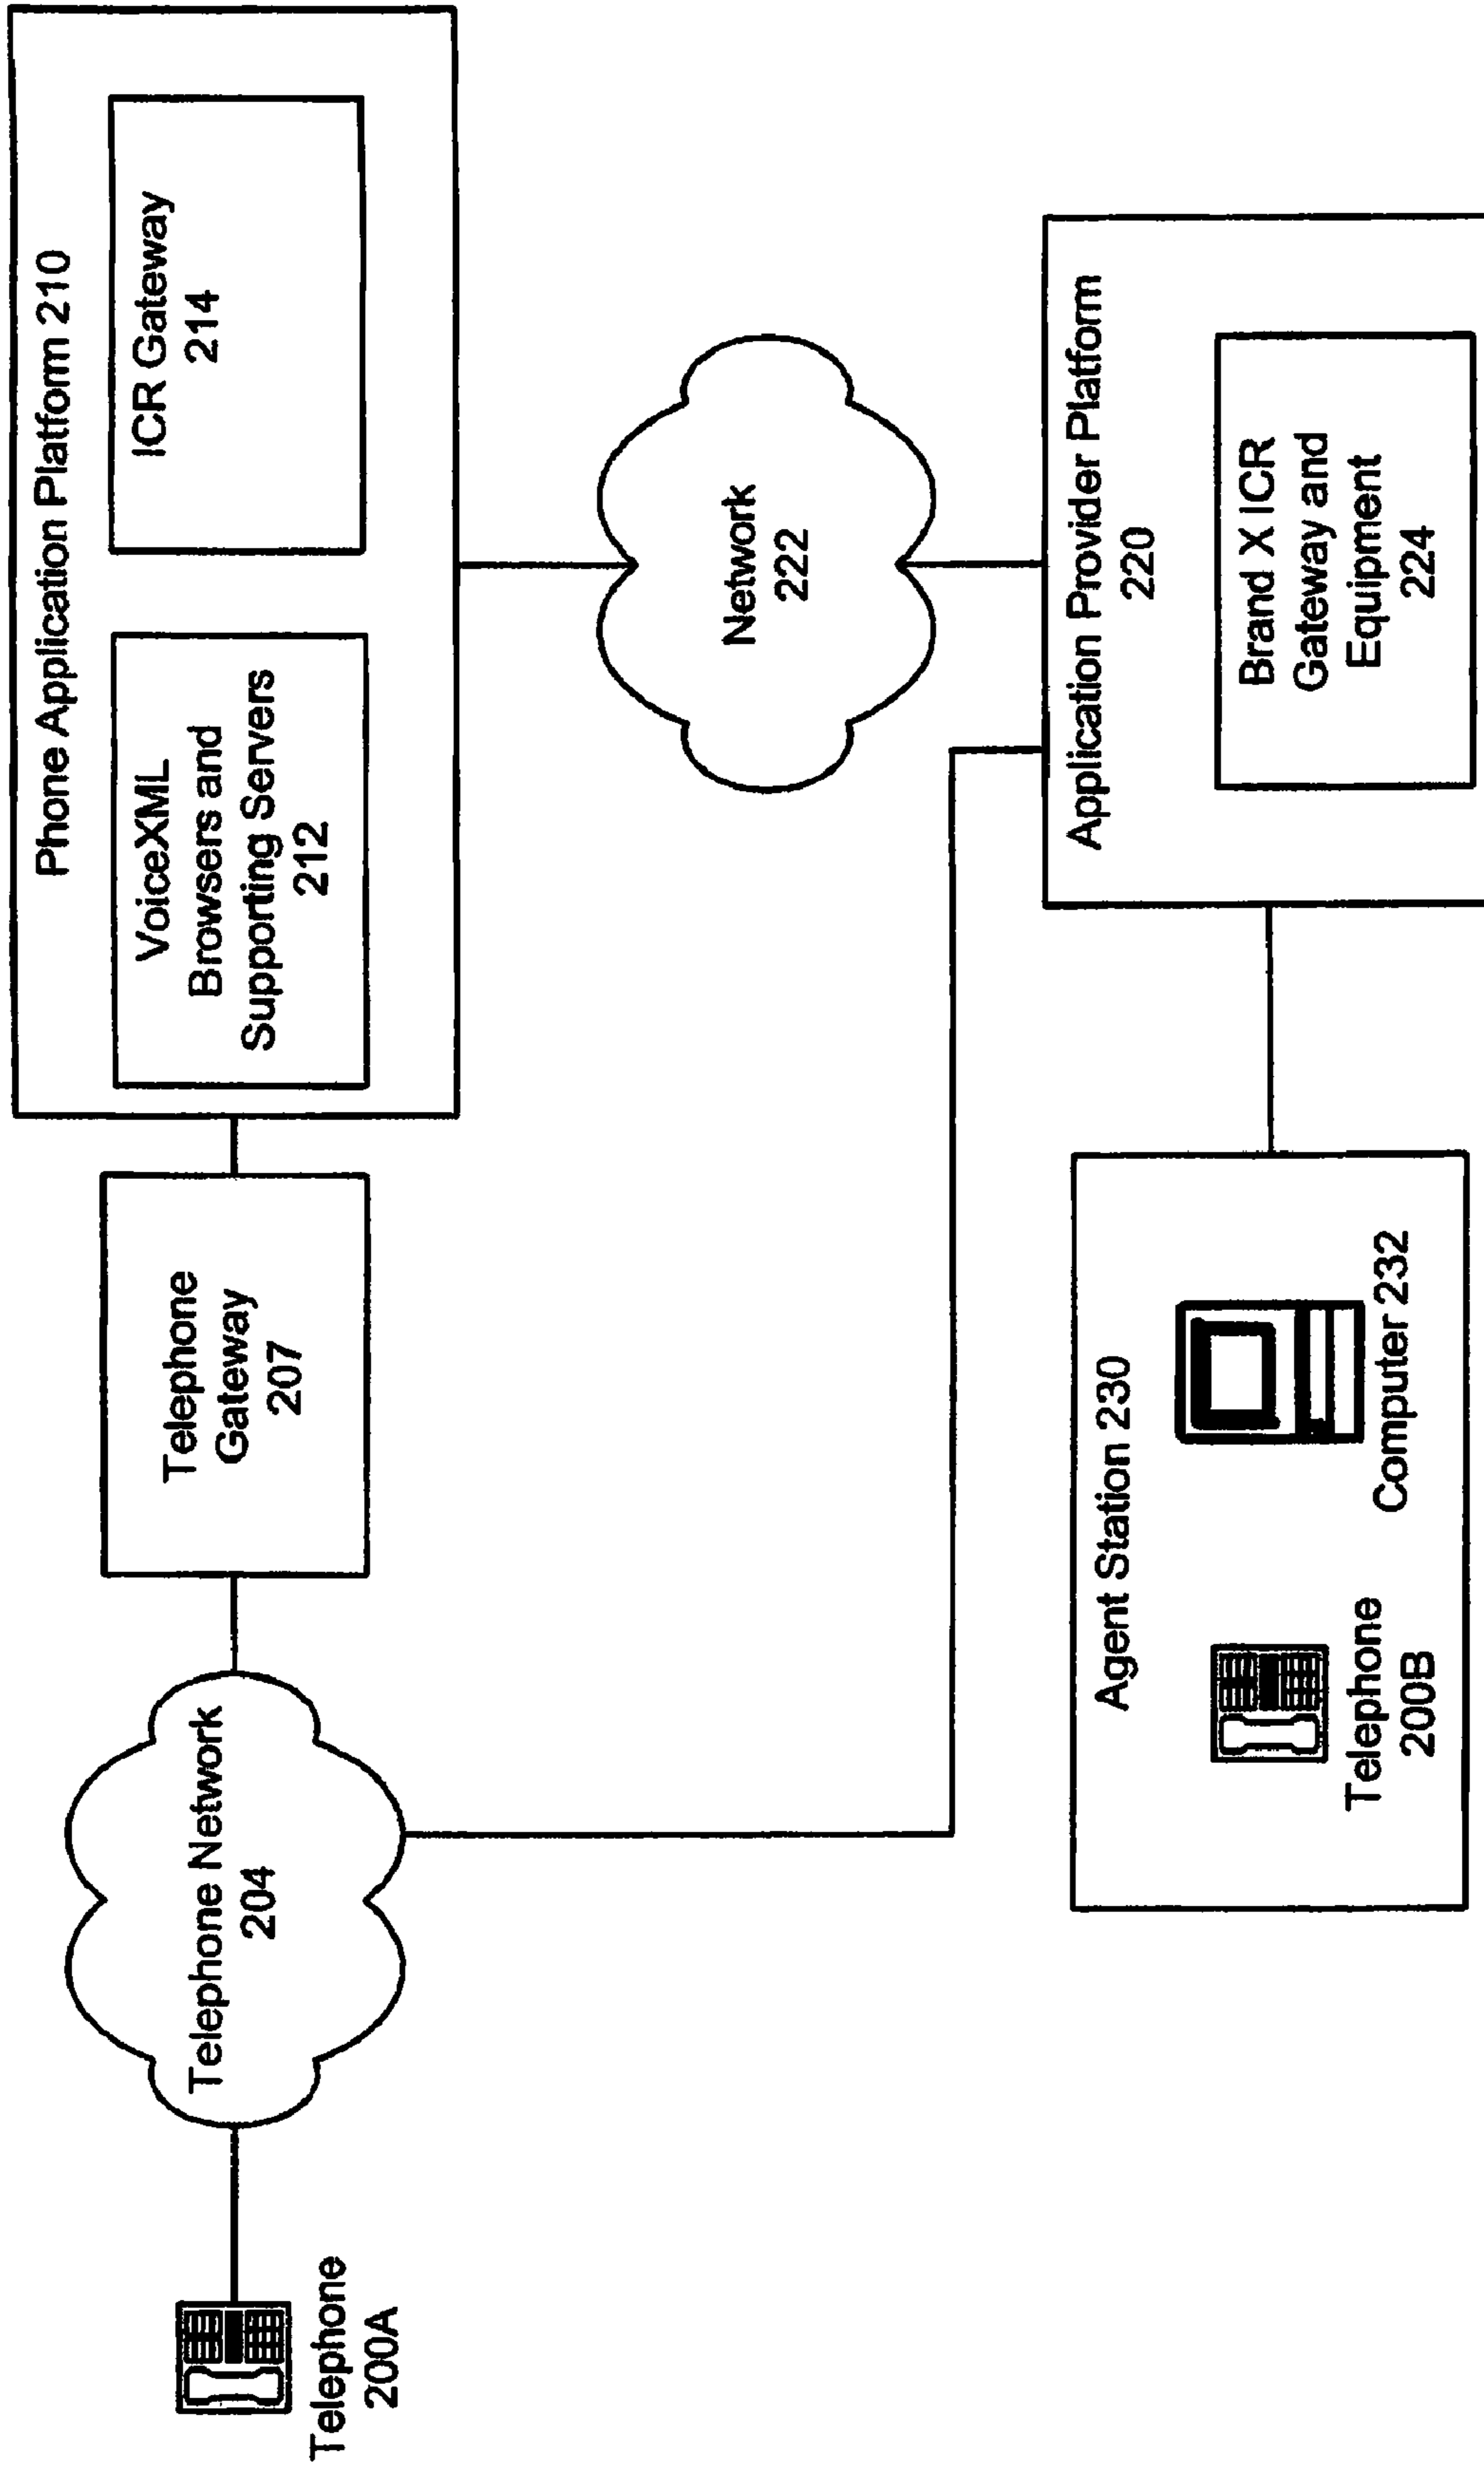 Telephone
200A
Telephone Network
204
Telephone
Gateway
207
Phone Application Platform 210
VoiceXML
Browsers and
Supporting Servers
212
ICR Gateway
214
Network
222
Agent Station 230
Telephone
200B
Computer 232
Application Provider Platform
220
Brand X ICR
Gateway and
Equipment
224